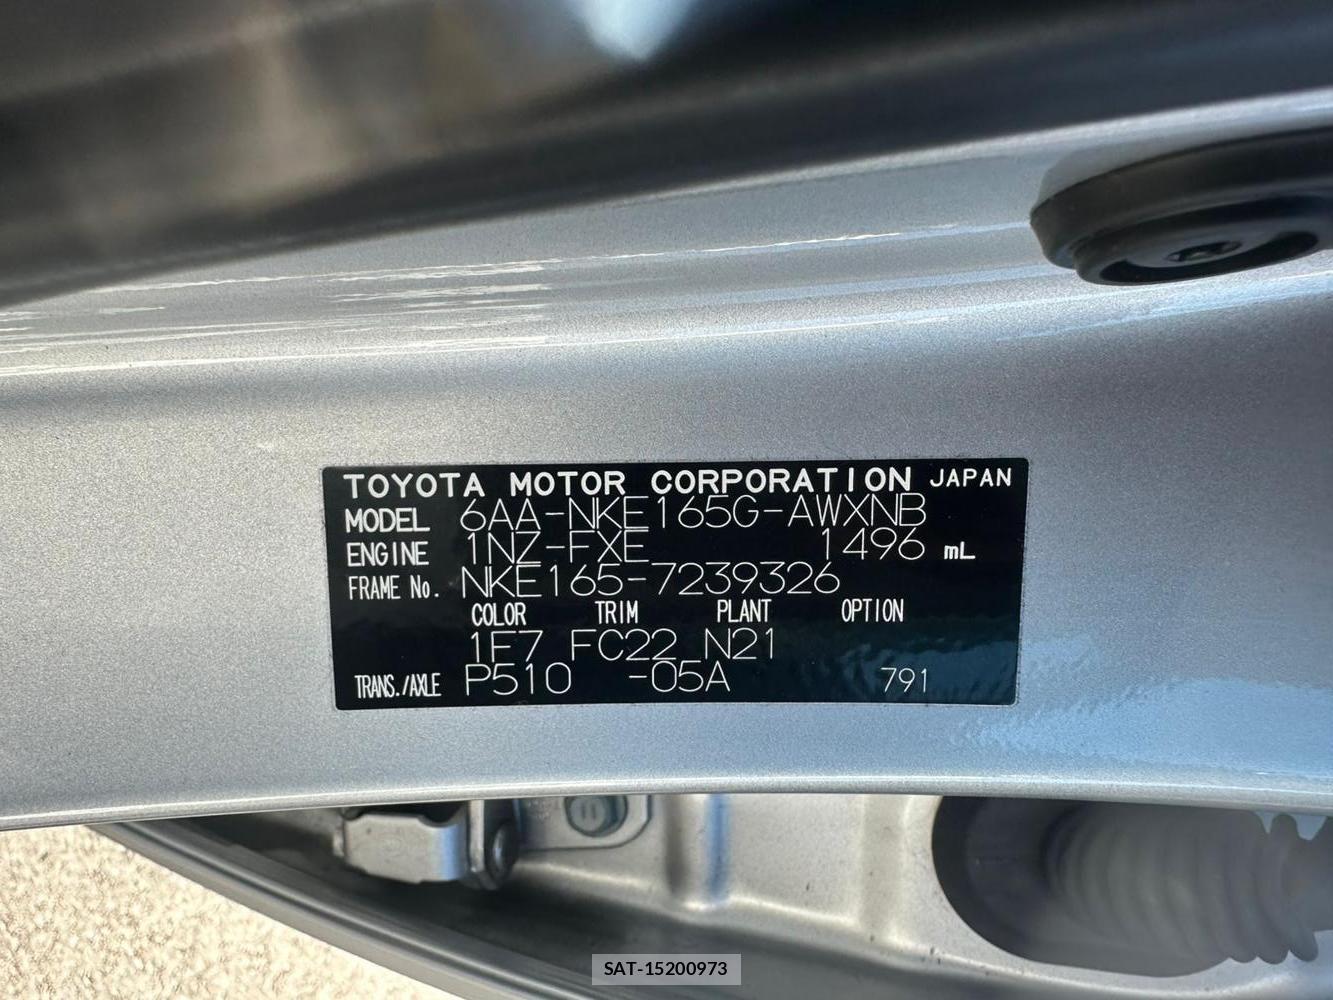 TOYOTA MOTOR CORPORATION JAPAN
MODEL 6AA-NKE165G-AWXNB
ENGINE 1NZ-FXE 1496 mL
FRAME No. NKE165-7239326
COLOR TRIM PLANT OPTION
1F7 FC22 N21
TRANS./AXLE P510 -05A 791
SAT-15200973